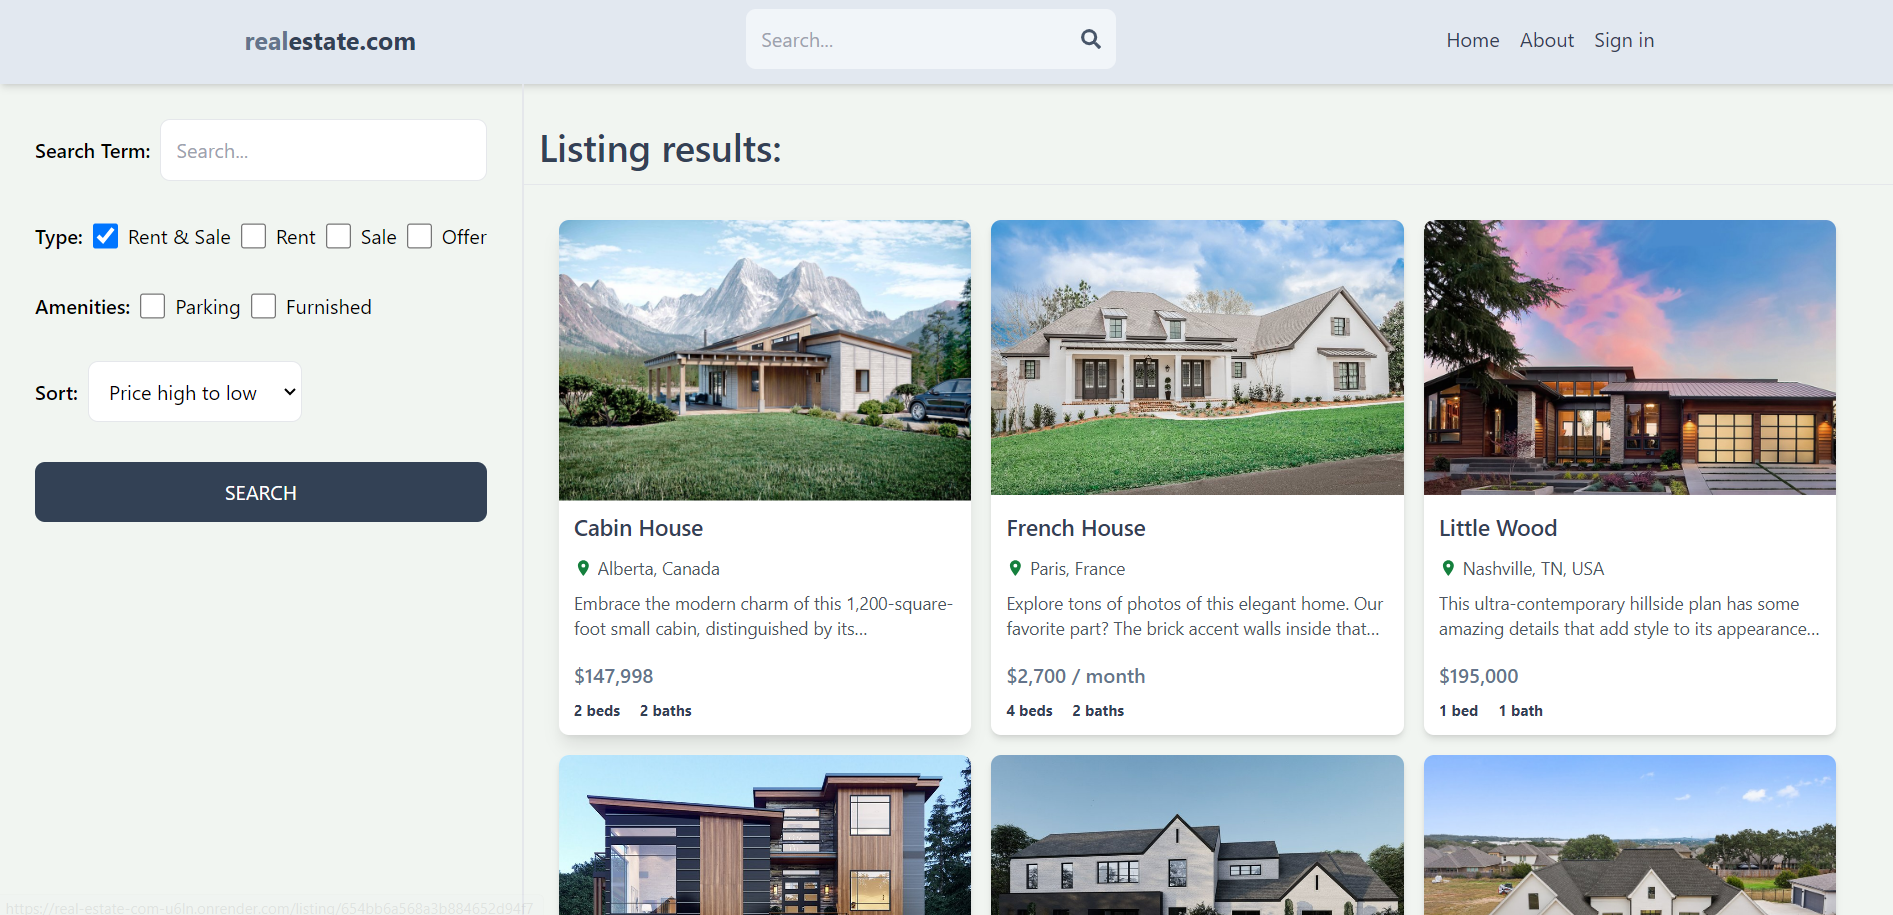 realestate.com
Search...
Home About Sign in
Search Term: Search...
Type: Rent & Sale Rent Sale Offer
Amenities: Parking Furnished
Sort: Price high to low
SEARCH
Listing results:
Cabin House
Alberta, Canada
Embrace the modern charm of this 1,200-square-
foot small cabin, distinguished by its...
$147,998
2 beds 2 baths
French House
Paris, France
Explore tons of photos of this elegant home. Our
favorite part? The brick accent walls inside that...
$2,700 / month
4 beds 2 baths
Little Wood
Nashville, TN, USA
This ultra-contemporary hillside plan has some
amazing details that add style to its appearance...
$195,000
1 bed 1 bath
https://real-estate-com-u6ln.onrender.com/listing/654bb6a568a3b884652d94f7